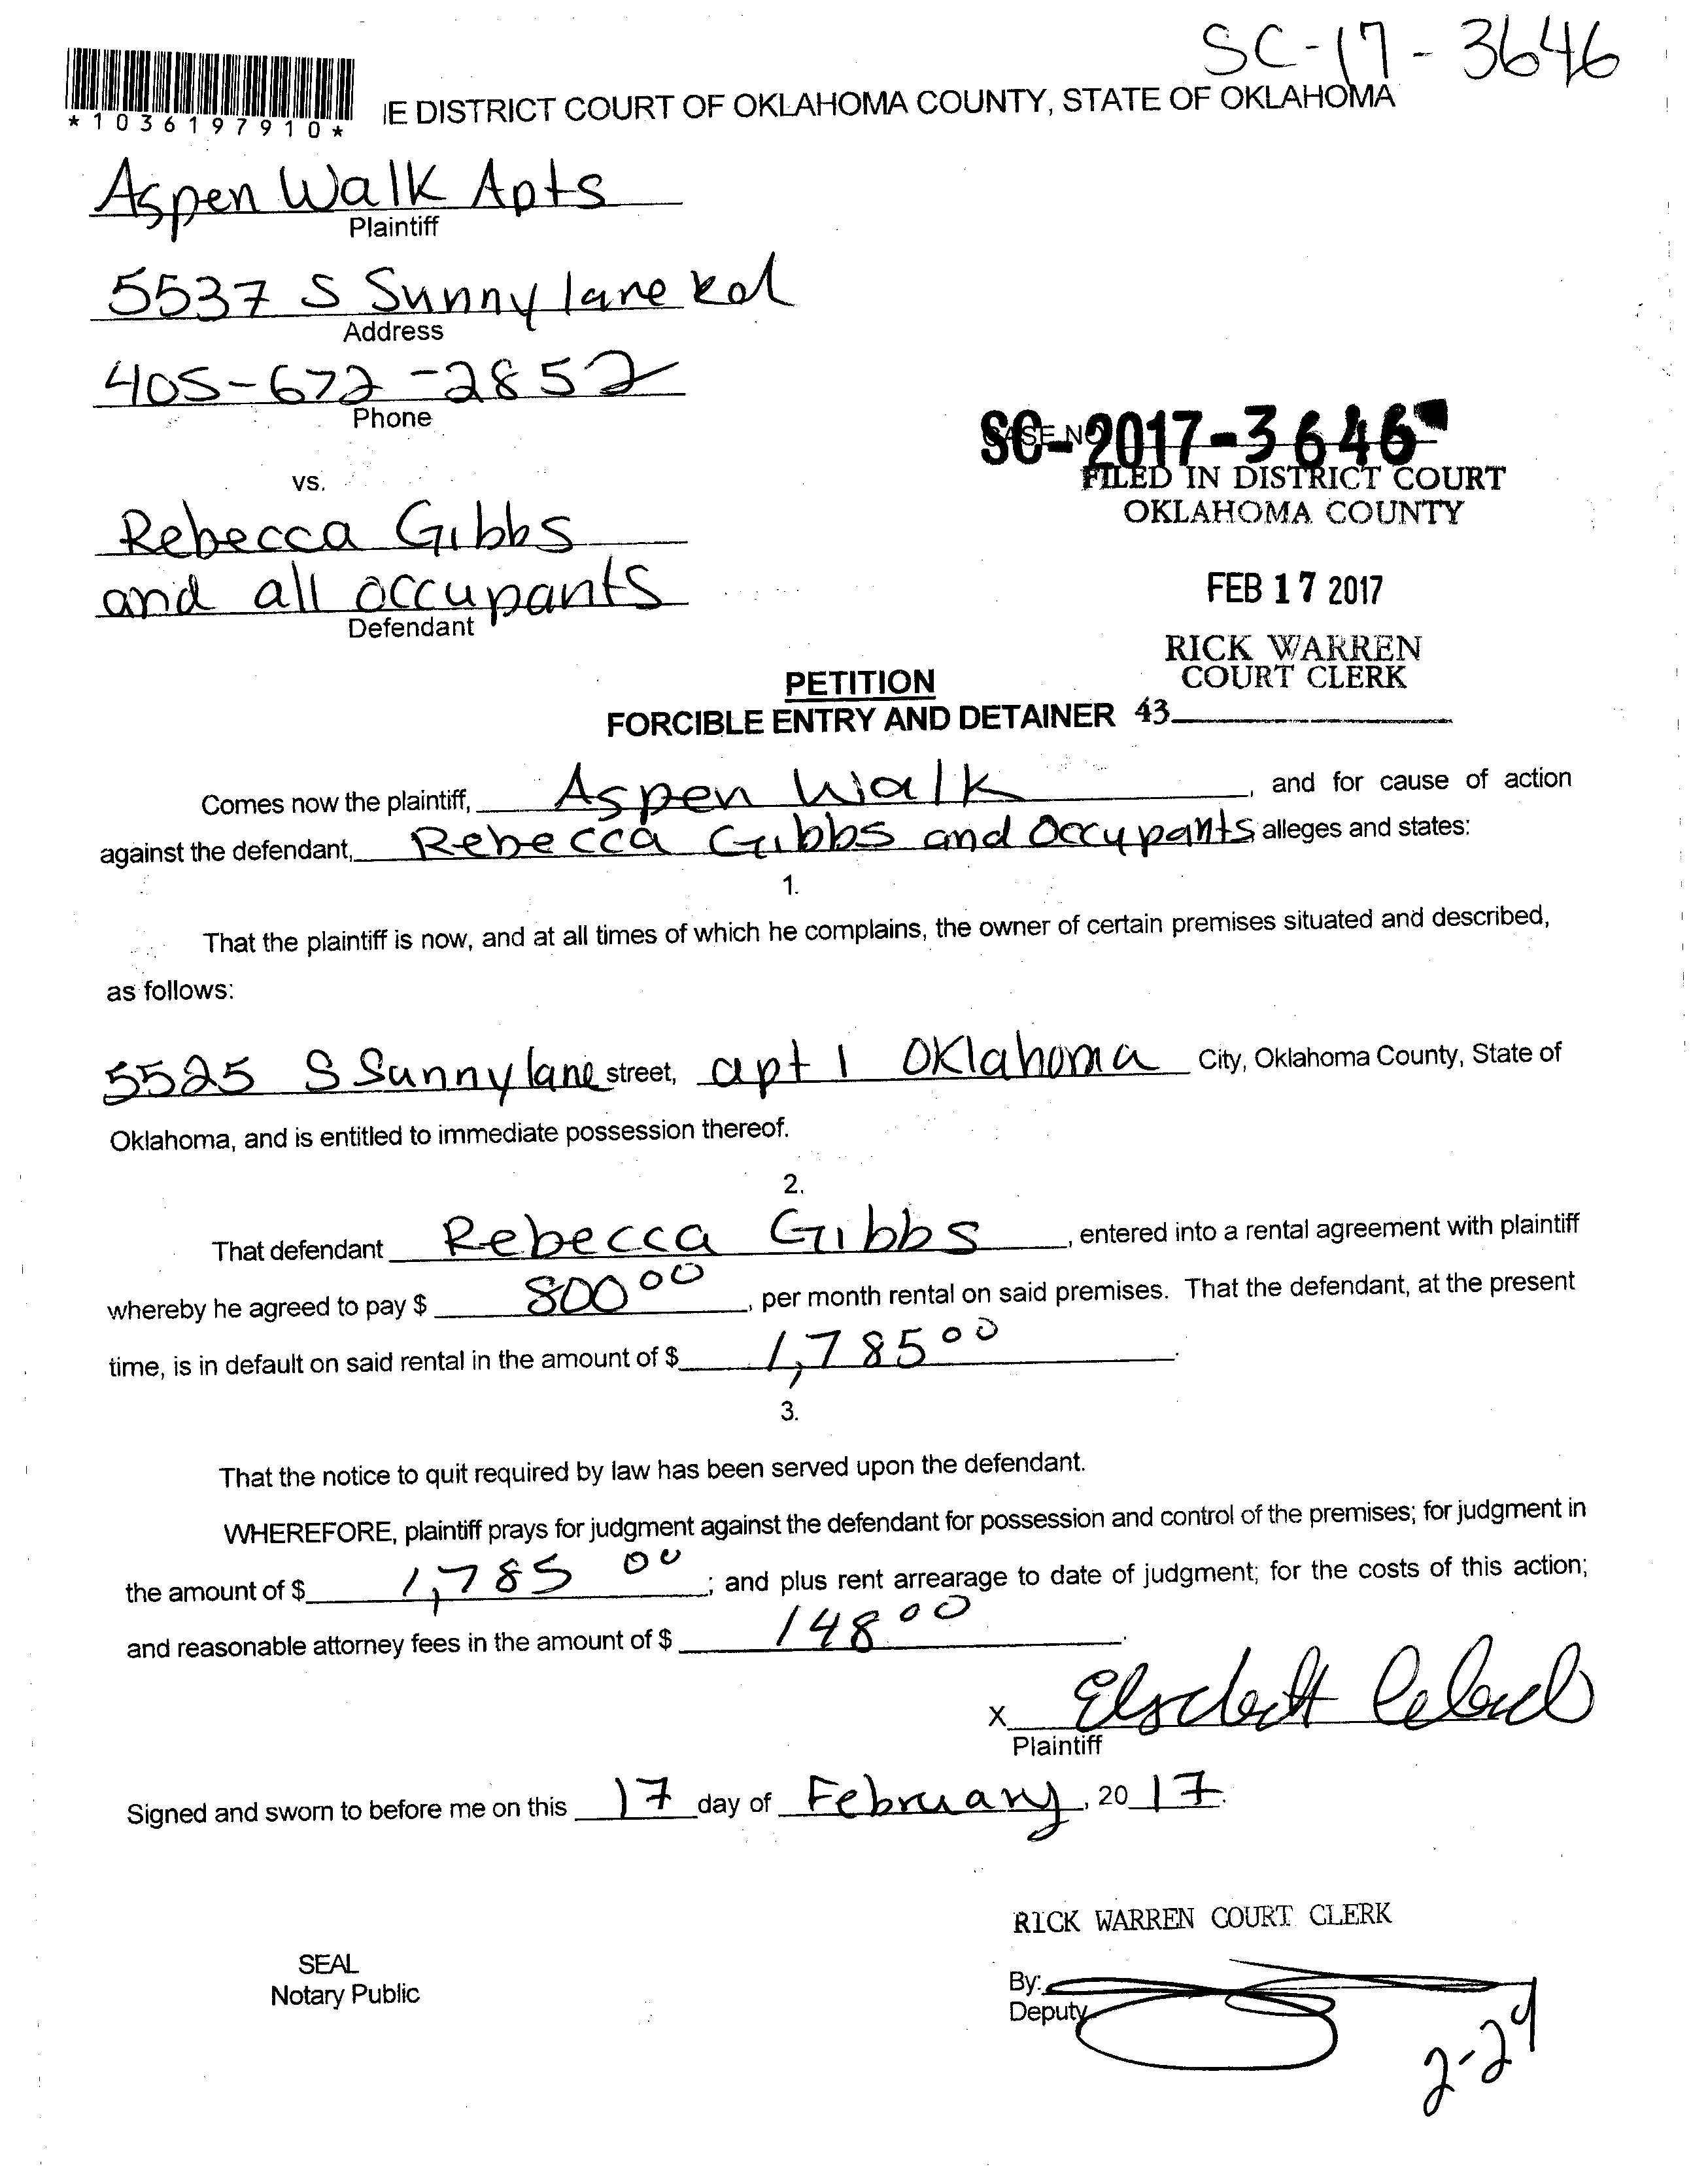 SC-17-3646
*1036197910*
IE DISTRICT COURT OF OKLAHOMA COUNTY, STATE OF OKLAHOMA
Aspen Walk Apts
Plaintiff
5537 S Sunnylane Rd
Address
405-672-2852
Phone
SC-2017-3646
CASE NO
FILED IN DISTRICT COURT
OKLAHOMA COUNTY
vs.
Rebecca Gibbs
and all occupants
Defendant
FEB 17 2017
RICK WARREN
COURT CLERK
43
PETITION
FORCIBLE ENTRY AND DETAINER
Comes now the plaintiff, Aspen Walk, and for cause of action
against the defendant, Rebecca Gibbs and Occupants alleges and states:
1.
That the plaintiff is now, and at all times of which he complains, the owner of certain premises situated and described,
as follows:
5525 S Sunnylane street, apt 1 Oklahoma City, Oklahoma County, State of
Oklahoma, and is entitled to immediate possession thereof.
2.
That defendant Rebecca Gibbs, entered into a rental agreement with plaintiff
whereby he agreed to pay $ 800 00, per month rental on said premises. That the defendant, at the present
time, is in default on said rental in the amount of $ 1,785 00.
3.
That the notice to quit required by law has been served upon the defendant.
WHEREFORE, plaintiff prays for judgment against the defendant for possession and control of the premises; for judgment in
the amount of $ 1,785 00; and plus rent arrearage to date of judgment; for the costs of this action;
and reasonable attorney fees in the amount of $ 148 00.
X
Plaintiff
Signed and sworn to before me on this 17 day of February, 20 17.
RICK WARREN COURT CLERK
SEAL
Notary Public
By:
Deputy
2-24